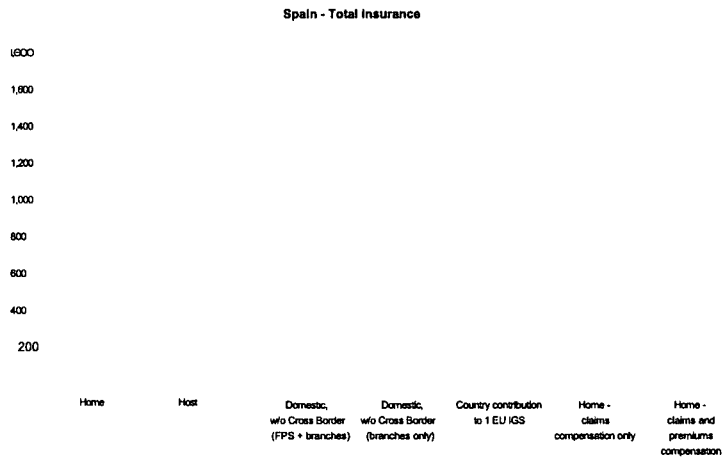 Spain - Total insurance
1,800
1,600
1,400
1,200
1,000
800
600
400
200
Home
Host
Domestic,
w/o Cross Border
(FPS + branches)
Domestic,
w/o Cross Border
(branches only)
Country contribution
to 1 EU IGS
Home -
claims
compensation only
Home -
claims and
premiums
compensation